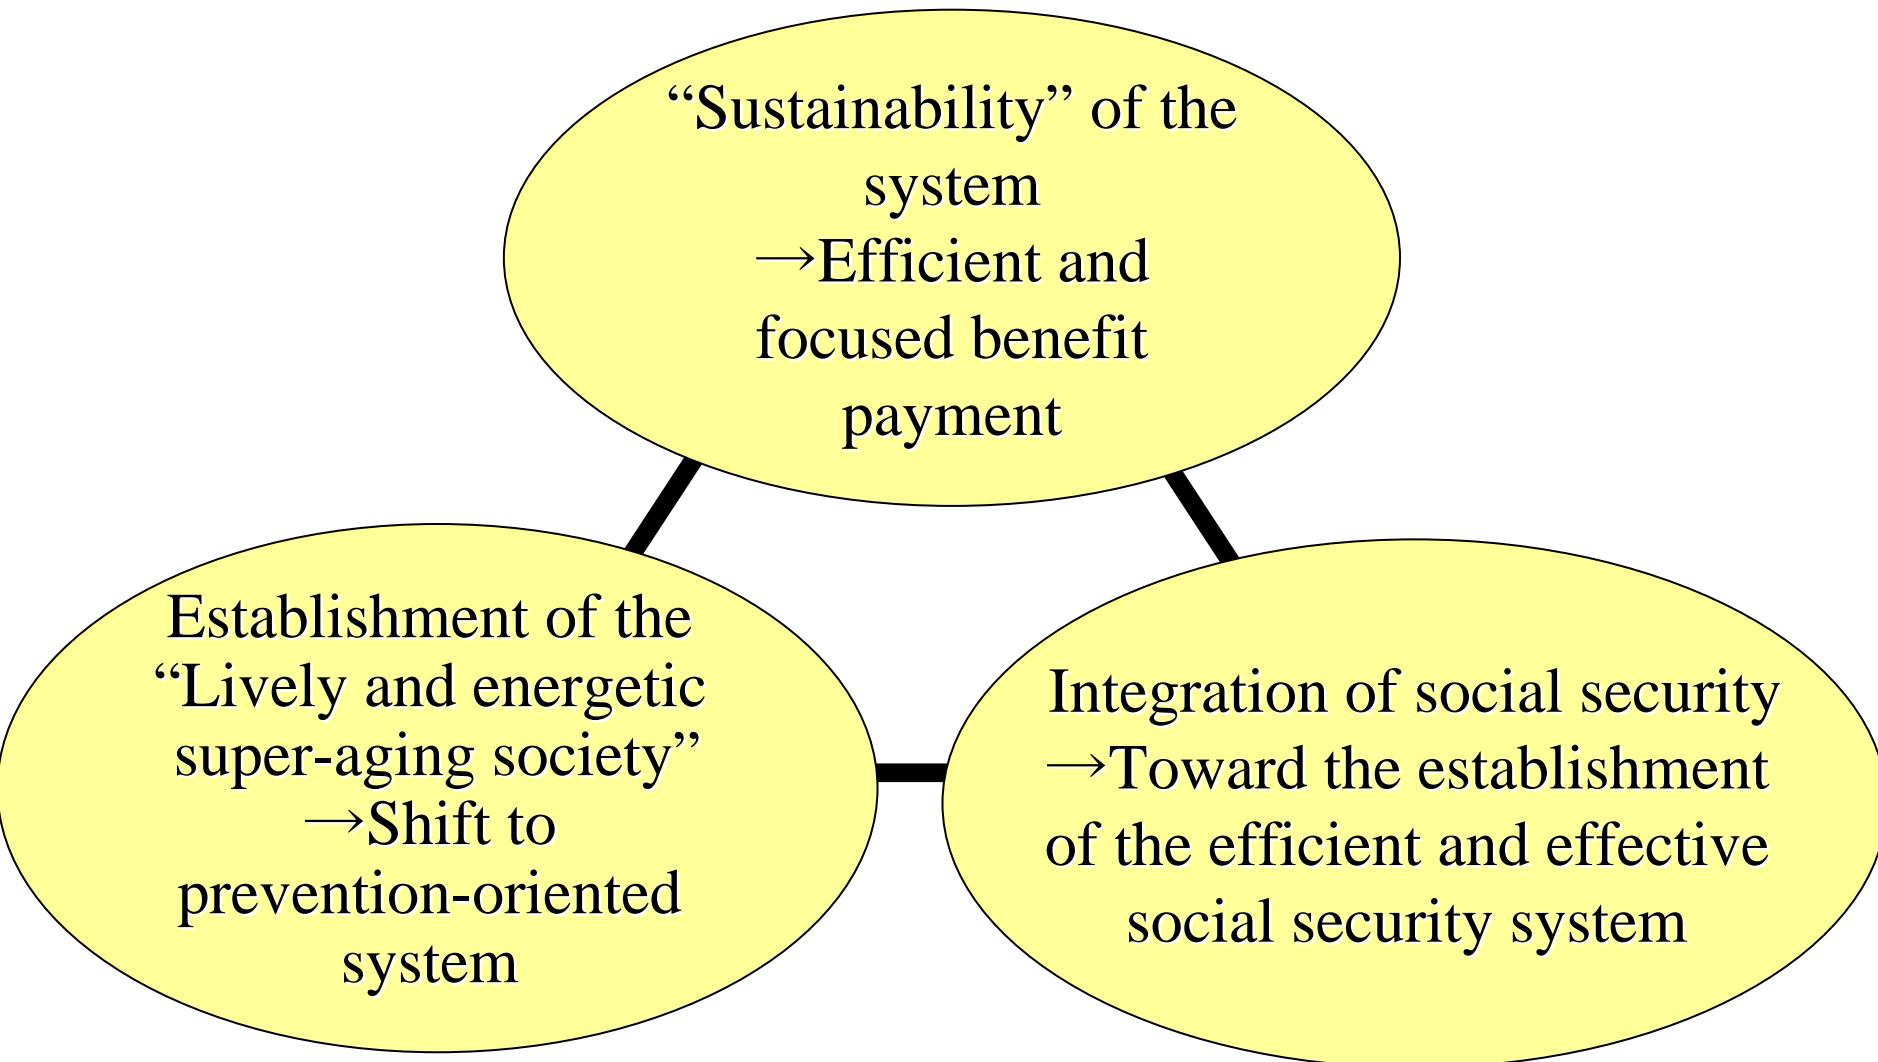 “Sustainability” of the
system
→Efficient and
focused benefit
payment
Establishment of the
“Lively and energetic
super-aging society”
→Shift to
prevention-oriented
system
Integration of social security
→Toward the establishment
of the efficient and effective
social security system